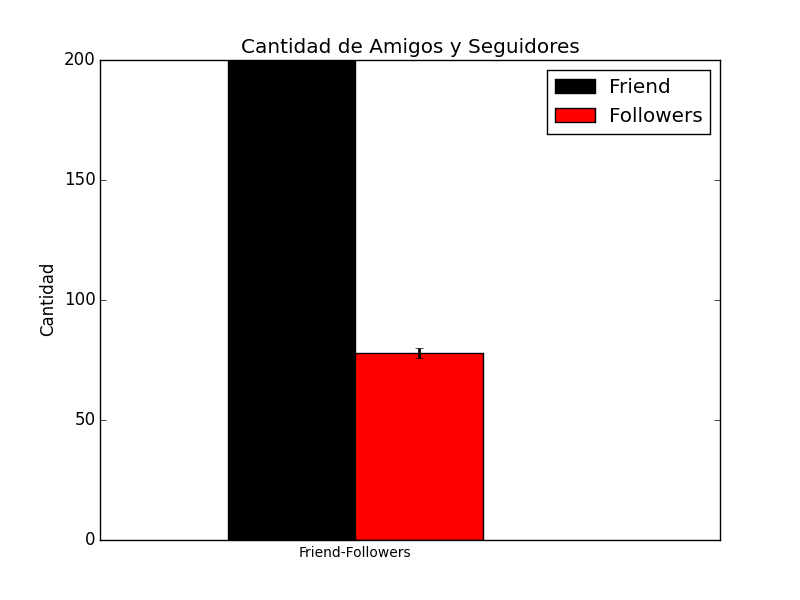 Cantidad de Amigos y Seguidores
200
150
100
50
0
Cantidad
Friend
Followers
Friend-Followers